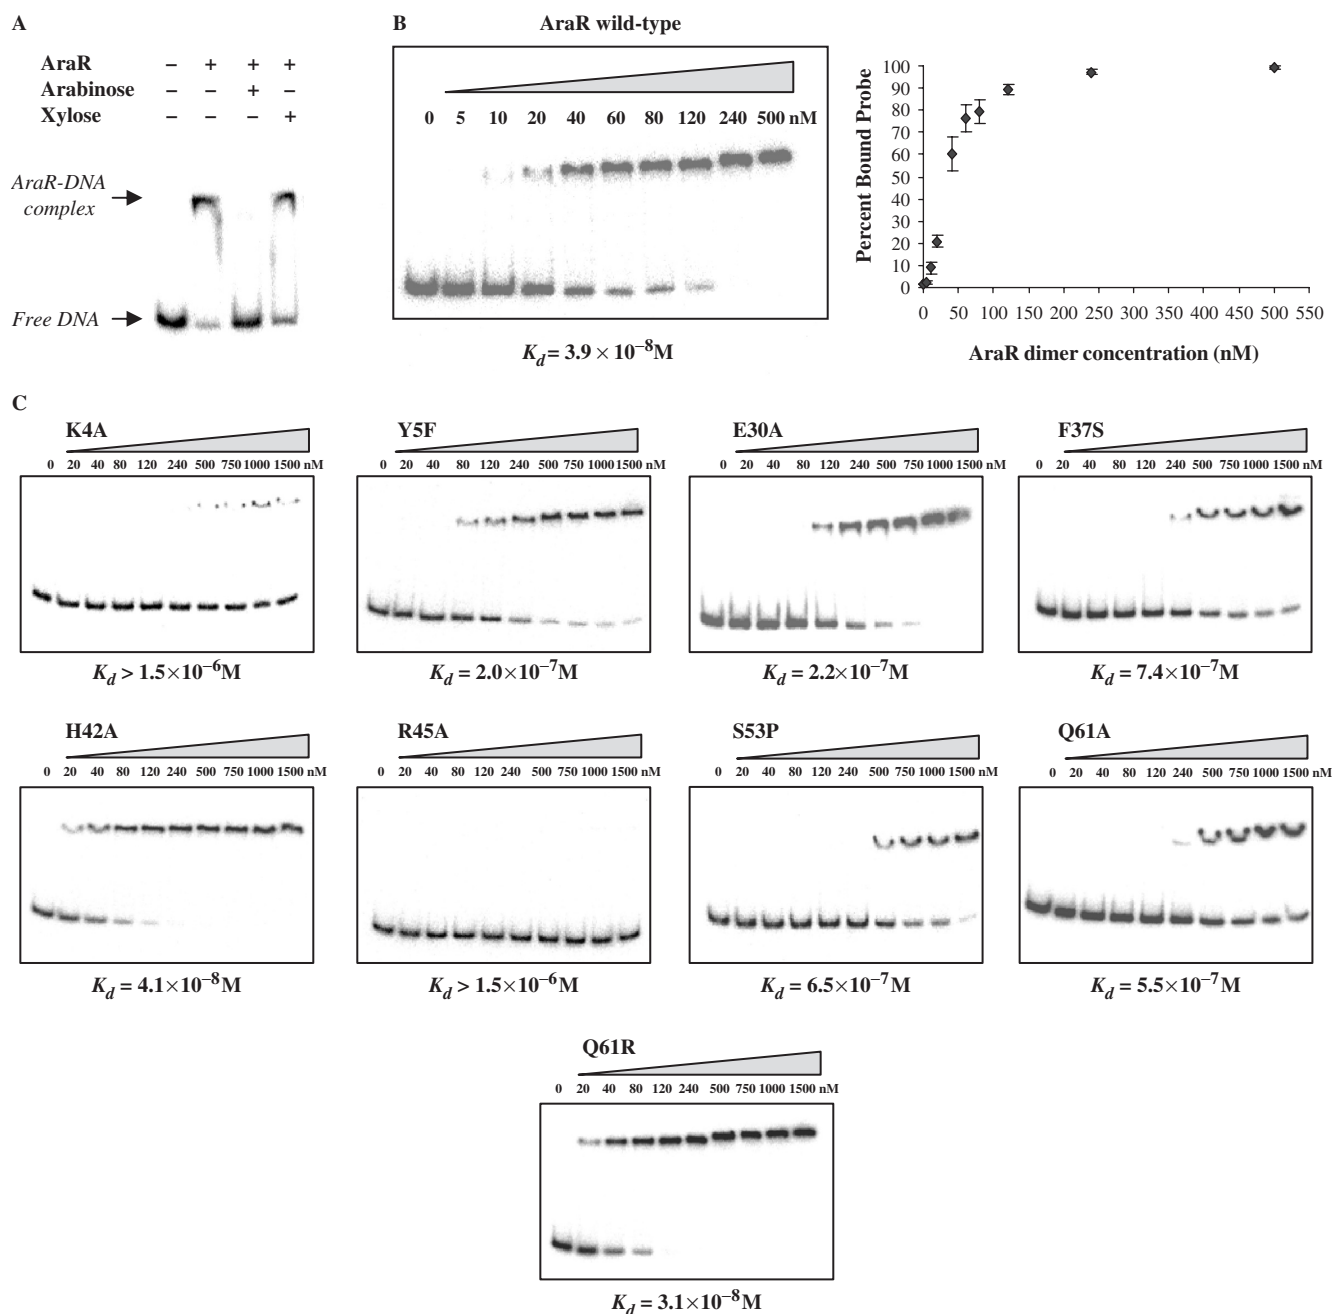 A
AraR – + + +
Arabinose – – + –
Xylose – – – +
AraR-DNA
complex
Free DNA
B
AraR wild-type
0 5 10 20 40 60 80 120 240 500 nM
K_d = 3.9 × 10⁻⁸M
Percent Bound Probe
100
90
80
70
60
50
40
30
20
10
0
0 50 100 150 200 250 300 350 400 450 500 550
AraR dimer concentration (nM)
C
K4A
0 20 40 80 120 240 500 750 1000 1500 nM
K_d > 1.5×10⁻⁶M
Y5F
0 20 40 80 120 240 500 750 1000 1500 nM
K_d = 2.0×10⁻⁷M
E30A
0 20 40 80 120 240 500 750 1000 1500 nM
K_d = 2.2×10⁻⁷M
F37S
0 20 40 80 120 240 500 750 1000 1500 nM
K_d = 7.4×10⁻⁷M
H42A
0 20 40 80 120 240 500 750 1000 1500 nM
K_d = 4.1×10⁻⁸M
R45A
0 20 40 80 120 240 500 750 1000 1500 nM
K_d > 1.5×10⁻⁶M
S53P
0 20 40 80 120 240 500 750 1000 1500 nM
K_d = 6.5×10⁻⁷M
Q61A
0 20 40 80 120 240 500 750 1000 1500 nM
K_d = 5.5×10⁻⁷M
Q61R
0 20 40 80 120 240 500 750 1000 1500 nM
K_d = 3.1×10⁻⁸M